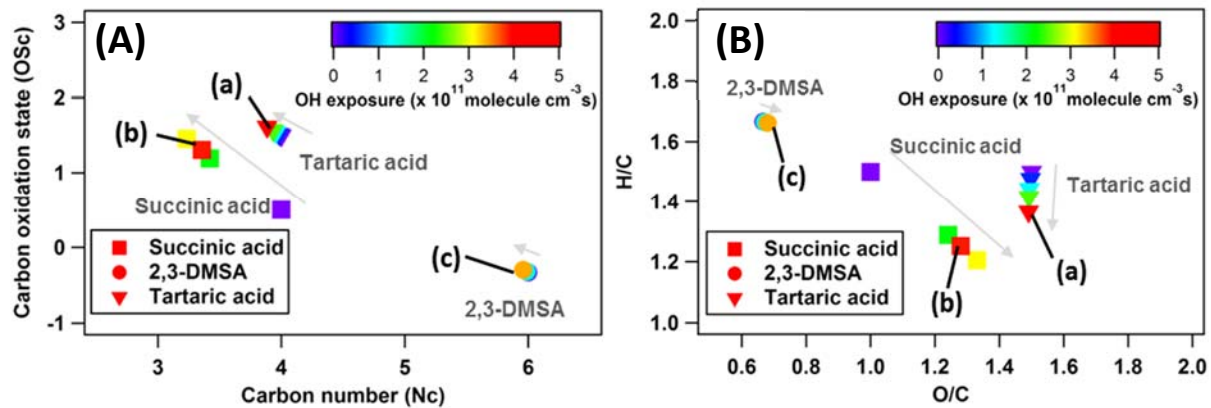 (A)
Carbon oxidation state (OSc)
3
2
1
0
-1
0 1 2 3 4 5
OH exposure (x 10¹¹ molecule cm⁻³s)
(a)
(b)
Tartaric acid
Succinic acid
Succinic acid
2,3-DMSA
Tartaric acid
(c)
2,3-DMSA
3 4 5 6
Carbon number (Nc)
(B)
H/C
2.0
1.8
1.6
1.4
1.2
1.0
0 1 2 3 4 5
OH exposure (x 10¹¹ molecule cm⁻³s)
2,3-DMSA
(c)
Succinic acid
Tartaric acid
(a)
(b)
Succinic acid
2,3-DMSA
Tartaric acid
0.6 0.8 1.0 1.2 1.4 1.6 1.8 2.0
O/C